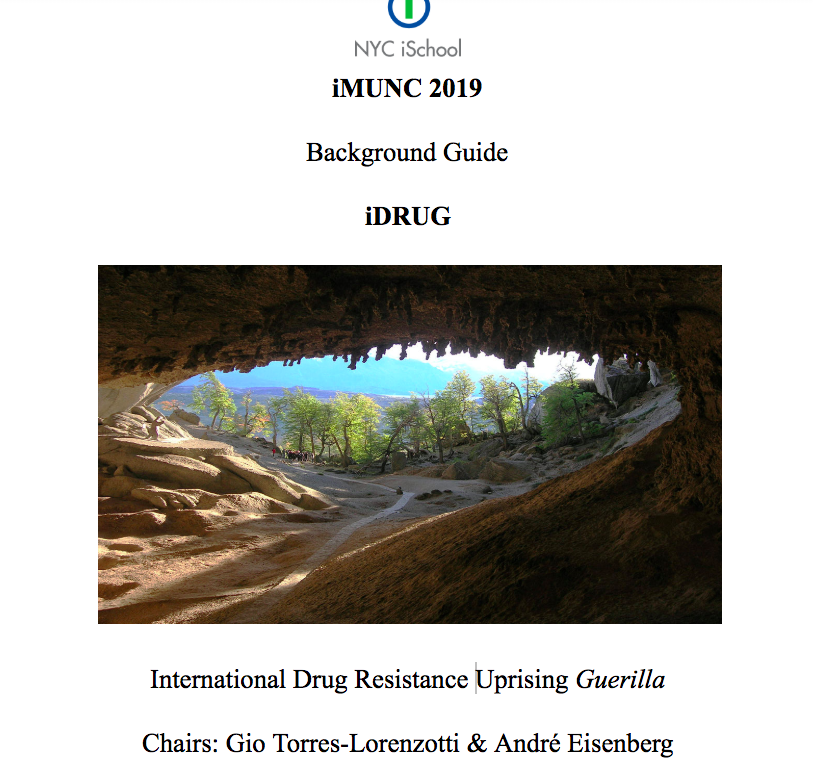 NYC iSchool
iMUNC 2019
Background Guide
iDRUG
International Drug Resistance Uprising Guerilla
Chairs: Gio Torres-Lorenzotti & André Eisenberg